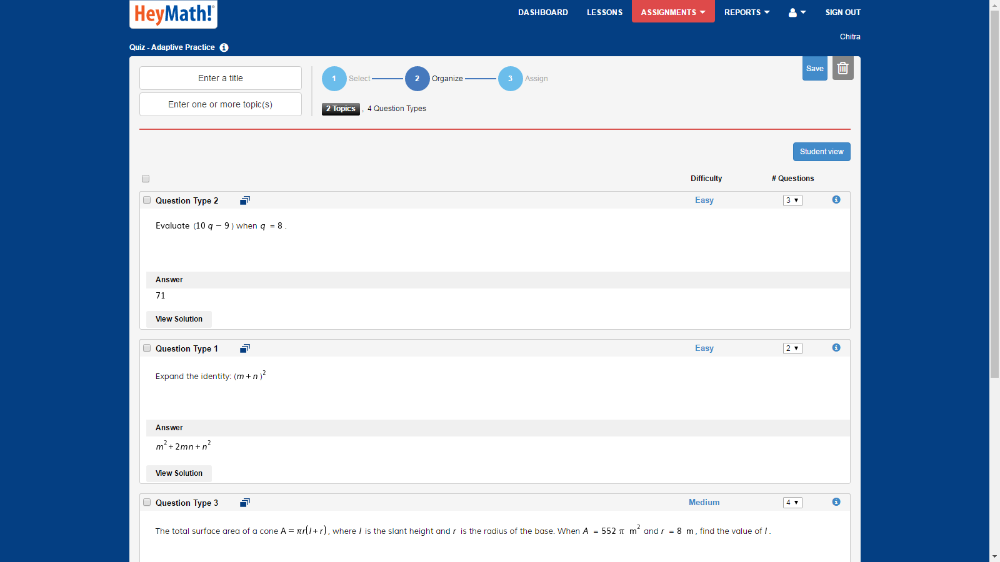 HeyMath!
DASHBOARD LESSONS ASSIGNMENTS REPORTS SIGN OUT
Chitra
Quiz - Adaptive Practice
Enter a title
1 Select 2 Organize 3 Assign
Save
Enter one or more topic(s)
2 Topics , 4 Question Types
Student view
Difficulty # Questions
Question Type 2 Easy 3
Evaluate (10 q − 9 ) when q = 8 .
Answer
71
View Solution
Question Type 1 Easy 2
Expand the identity: (m + n )²
Answer
m² + 2mn + n²
View Solution
Question Type 3 Medium 4
The total surface area of a cone A = πr(l + r) , where l is the slant height and r is the radius of the base. When A = 552 π m² and r = 8 m , find the value of l .